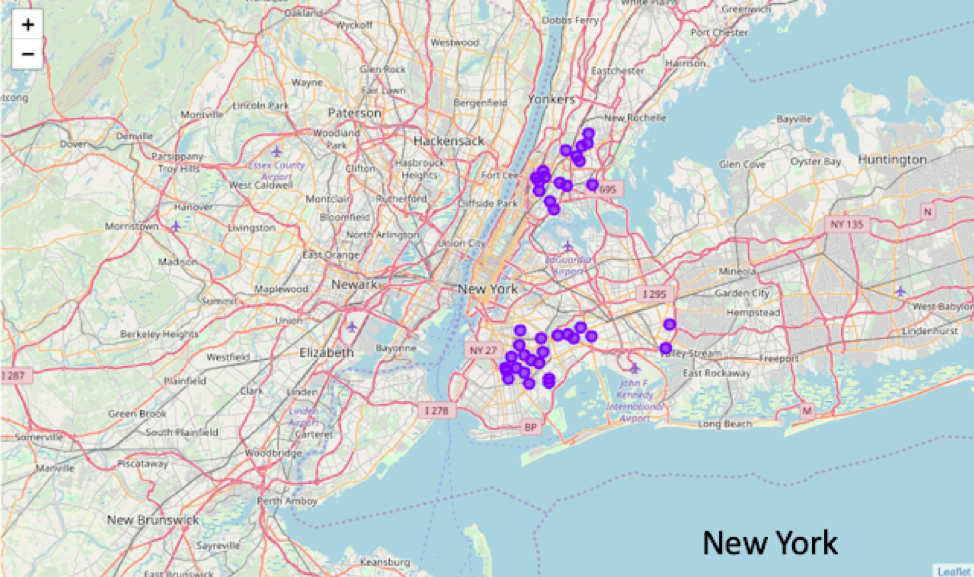 +
−
Oakland
Wyckoff
Dobbs Ferry
Greenwich
Port Chester
Westwood
Glen Rock
Eastchester
Harrison
Wayne
Fair Lawn
Lincoln Park
Bergenfield
Yonkers
Montville
Paterson
New Rochelle
Bayville
Denville
Woodland
Park
Hackensack
Dover
Parsippany-
Troy Hills
Essex County
Airport
Clifton
Hasbrouck
Heights
Fort Lee
Glen Cove
Oyster Bay
Huntington
West Caldwell
695
Montclair
Rutherford
Cliffside Park
Hanover
Bloomfield
N
Morristown
Livingston
North Arlington
NY 135
Union City
East Orange
LaGuardia
Airport
Madison
Mineola
Maplewood
Newark
New York
I 295
Garden City
Summit
West Babylon
Hempstead
Union
Berkeley Heights
Lindenhurst
Elizabeth
Bayonne
NY 27
Valley Stream
Freeport
Westfield
I 287
East Rockaway
Plainfield
Clark
Linden
John F
Kennedy
International
Airport
Green Brook
Linden
Airport
I 278
M
South Plainfield
Carteret
BP
Long Beach
Somerville
Woodbridge
Manville
Piscataway
Perth Amboy
New Brunswick
Sayreville
New York
Keansburg
East Brunswick
Leaflet